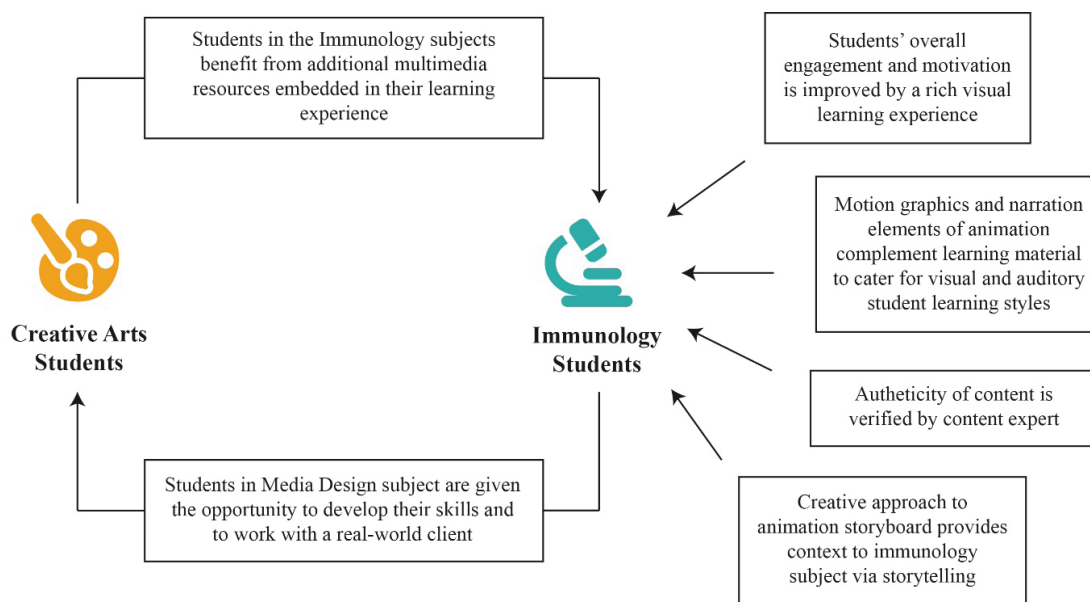 Students in the Immunology subjects
benefit from additional multimedia
resources embedded in their learning
experience
Students’ overall
engagement and motivation
is improved by a rich visual
learning experience
Motion graphics and narration
elements of animation
complement learning material
to cater for visual and auditory
student learning styles
Creative Arts
Students
Immunology
Students
Autheticity of content is
verified by content expert
Students in Media Design subject are given
the opportunity to develop their skills and
to work with a real-world client
Creative approach to
animation storyboard provides
context to immunology
subject via storytelling